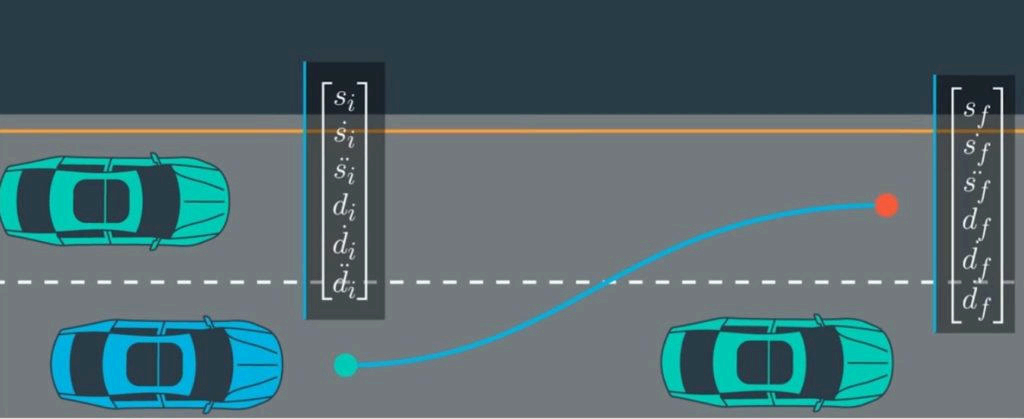 s_i
ṡ_i
s̈_i
d_i
ḋ_i
d̈_i
s_f
ṡ_f
s̈_f
d_f
ḋ_f
d̈_f